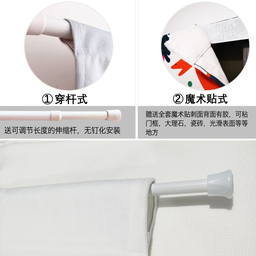 ①穿杆式
送可调节长度的伸缩杆，无钉化安装
②魔术贴式
赠送全套魔术贴刺面背面有胶，可粘
门框、大理石、瓷砖、光滑表面等等
地方